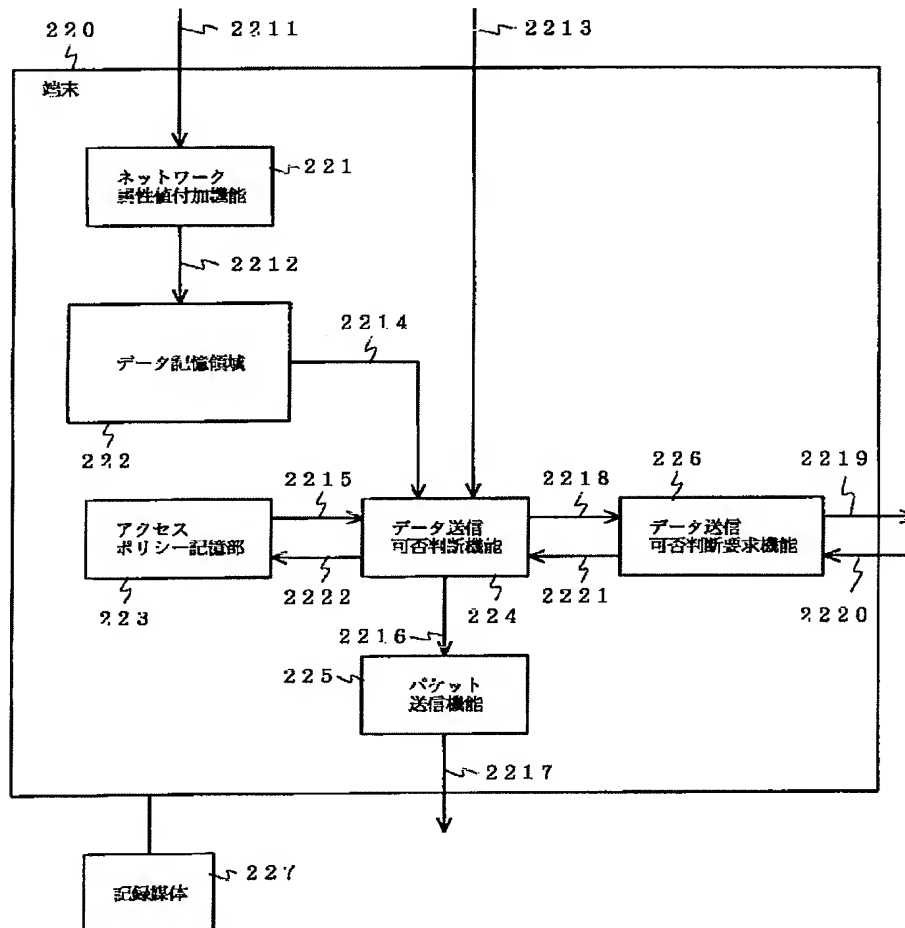 220
2211
2213
端末
ネットワーク
属性値付加機能
221
2212
データ記憶領域
2214
222
2215
2218
226
2219
アクセス
ポリシー記憶部
データ送信
可否判断機能
データ送信
可否判断要求機能
223
2222
224
2221
2220
2216
225
パケット
送信機能
2217
記録媒体
227